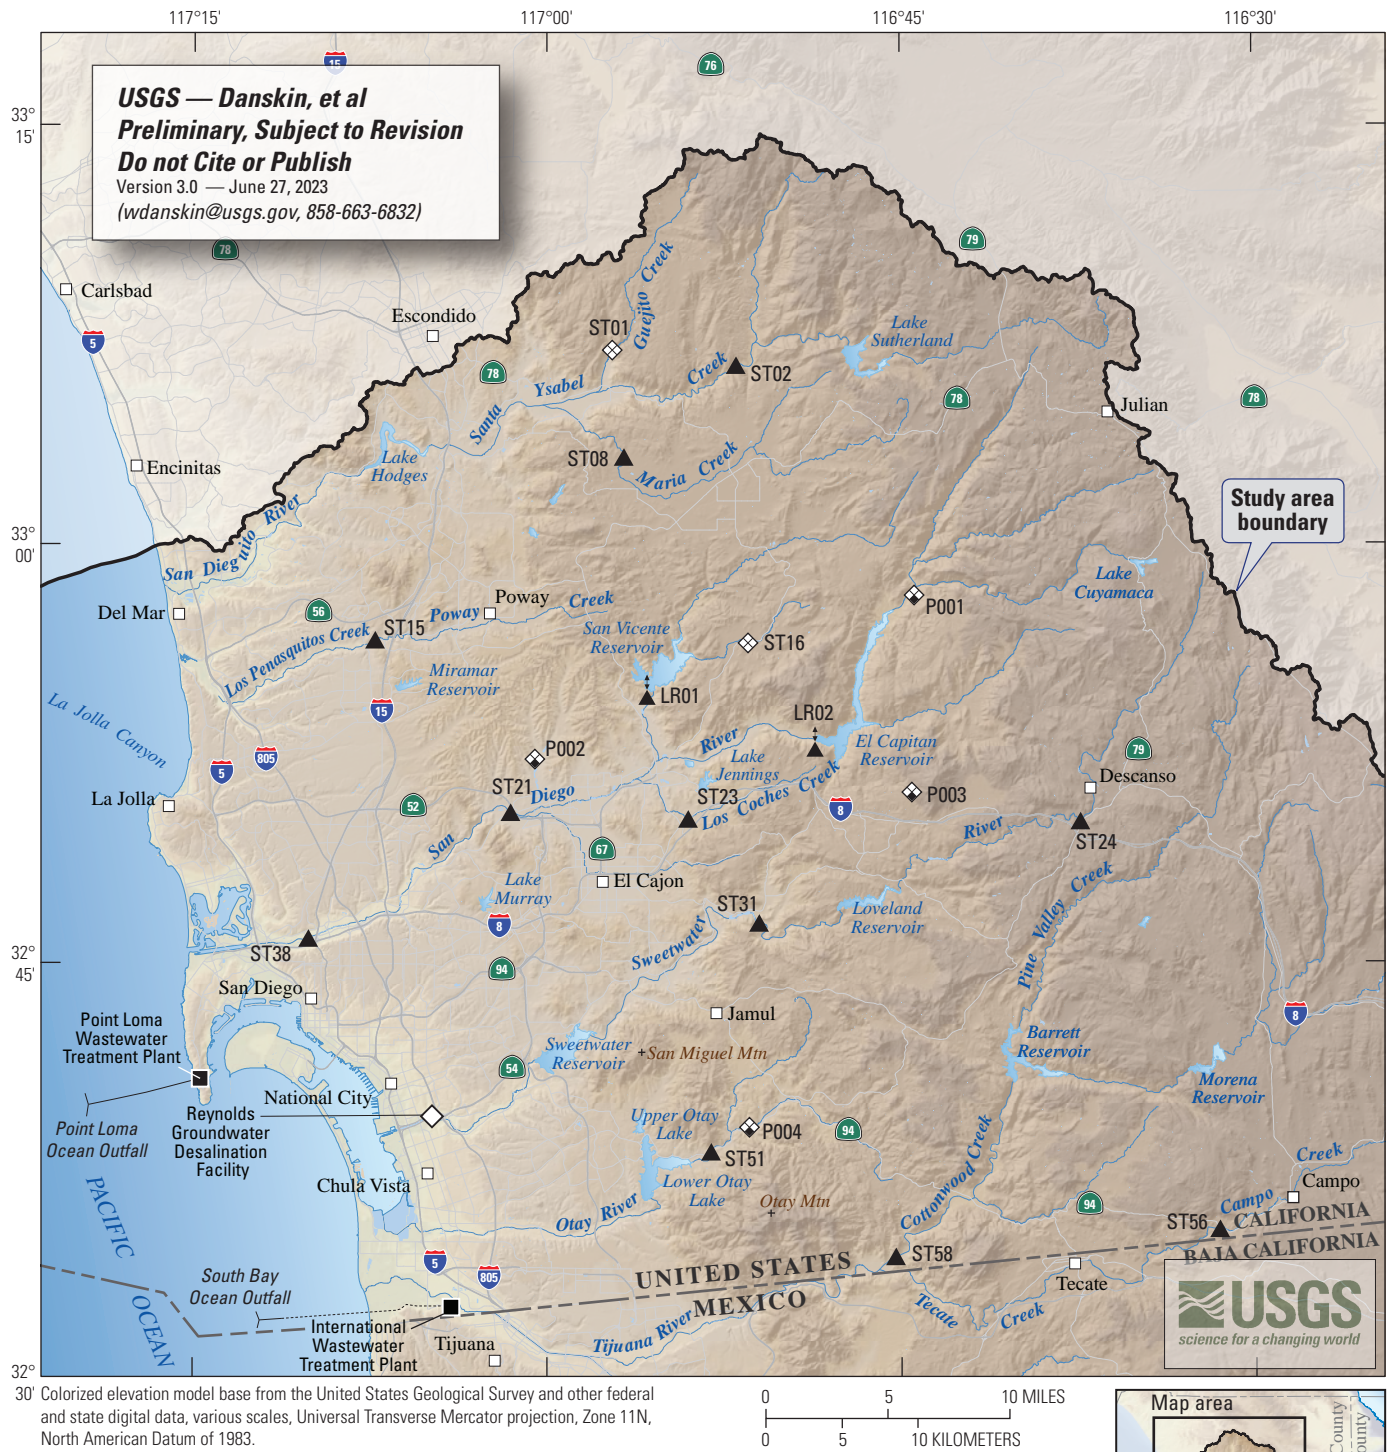 117°15'
117°00'
116°45'
116°30'
15
76
USGS — Danskin, et al
Preliminary, Subject to Revision
Do not Cite or Publish
Version 3.0 — June 27, 2023
(wdanskin@usgs.gov, 858-663-6832)
33°
15'
78
79
Carlsbad
Guejito Creek
Escondido
ST01
Lake
Sutherland
5
78
Ysabel
Creek
ST02
78
78
Julian
Santa
Lake
Hodges
Encinitas
ST08
Maria Creek
Study area
boundary
33°
00'
San Dieguito River
Lake
Cuyamaca
Del Mar
56
Poway
Poway
Creek
P001
Los Penasquitos Creek
ST15
San Vicente
Reservoir
ST16
Miramar
Reservoir
La Jolla Canyon
15
LR01
LR02
River
El Capitan
Reservoir
P002
805
5
Lake
Jennings
79
Descanso
La Jolla
52
ST21
Diego
ST23
Los Coches Creek
8
P003
River
ST24
San
67
Creek
El Cajon
Lake
Murray
ST31
Loveland
Reservoir
8
Valley
ST38
Sweetwater
94
Pine
32°
45'
San Diego
Jamul
8
Point Loma
Wastewater
Treatment Plant
Sweetwater
Reservoir
San Miguel Mtn
Barrett
Reservoir
54
Morena
Reservoir
National City
Reynolds
Groundwater
Desalination
Facility
Point Loma
Ocean Outfall
Upper Otay
Lake
P004
94
ST51
Cottonwood Creek
Creek
Chula Vista
Lower Otay
Lake
Campo
PACIFIC
OCEAN
Otay River
Otay Mtn
94
Campo
ST56
CALIFORNIA
BAJA CALIFORNIA
5
805
ST58
UNITED STATES
MEXICO
South Bay
Ocean Outfall
Tecate
Tecate
Creek
USGS
science for a changing world
International
Wastewater
Treatment Plant
Tijuana
Tijuana River
32°
30'
Colorized elevation model base from the United States Geological Survey and other federal
and state digital data, various scales, Universal Transverse Mercator projection, Zone 11N,
North American Datum of 1983.
0 5 10 MILES
0 5 10 KILOMETERS
Map area
County